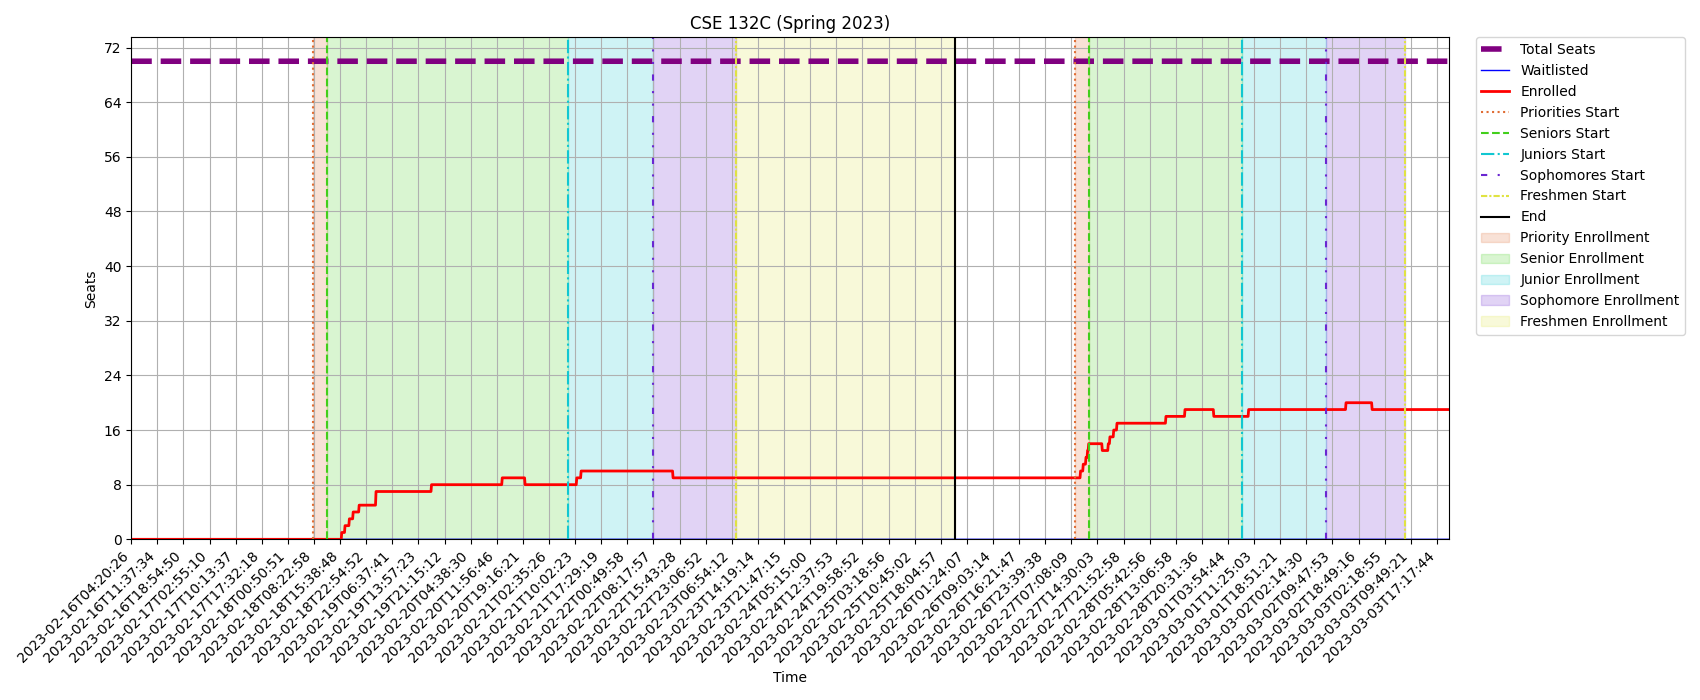 CSE 132C (Spring 2023)
Seats
72
64
56
48
40
32
24
16
8
0
2023-02-16T04:20:26
2023-02-16T11:37:34
2023-02-16T18:54:50
2023-02-17T02:55:10
2023-02-17T10:13:37
2023-02-17T17:32:18
2023-02-18T00:50:51
2023-02-18T08:22:58
2023-02-18T15:38:48
2023-02-18T22:54:52
2023-02-19T06:37:41
2023-02-19T13:57:23
2023-02-19T21:15:12
2023-02-20T04:38:30
2023-02-20T11:56:46
2023-02-20T19:16:21
2023-02-21T02:35:26
2023-02-21T10:02:23
2023-02-21T17:29:19
2023-02-22T00:49:58
2023-02-22T08:17:57
2023-02-22T15:43:28
2023-02-22T23:06:52
2023-02-23T06:54:12
2023-02-23T14:19:14
2023-02-23T21:47:15
2023-02-24T05:15:00
2023-02-24T12:37:53
2023-02-24T19:58:52
2023-02-25T03:18:56
2023-02-25T10:45:02
2023-02-25T18:04:57
2023-02-26T01:24:07
2023-02-26T09:03:14
2023-02-26T16:21:47
2023-02-26T23:39:38
2023-02-27T07:08:09
2023-02-27T14:30:03
2023-02-27T21:52:58
2023-02-28T05:42:56
2023-02-28T13:06:58
2023-02-28T20:31:36
2023-03-01T03:54:44
2023-03-01T11:25:03
2023-03-01T18:51:21
2023-03-02T02:14:30
2023-03-02T09:47:53
2023-03-02T18:49:16
2023-03-03T02:18:55
2023-03-03T09:49:21
2023-03-03T17:17:44
Time
Total Seats
Waitlisted
Enrolled
Priorities Start
Seniors Start
Juniors Start
Sophomores Start
Freshmen Start
End
Priority Enrollment
Senior Enrollment
Junior Enrollment
Sophomore Enrollment
Freshmen Enrollment